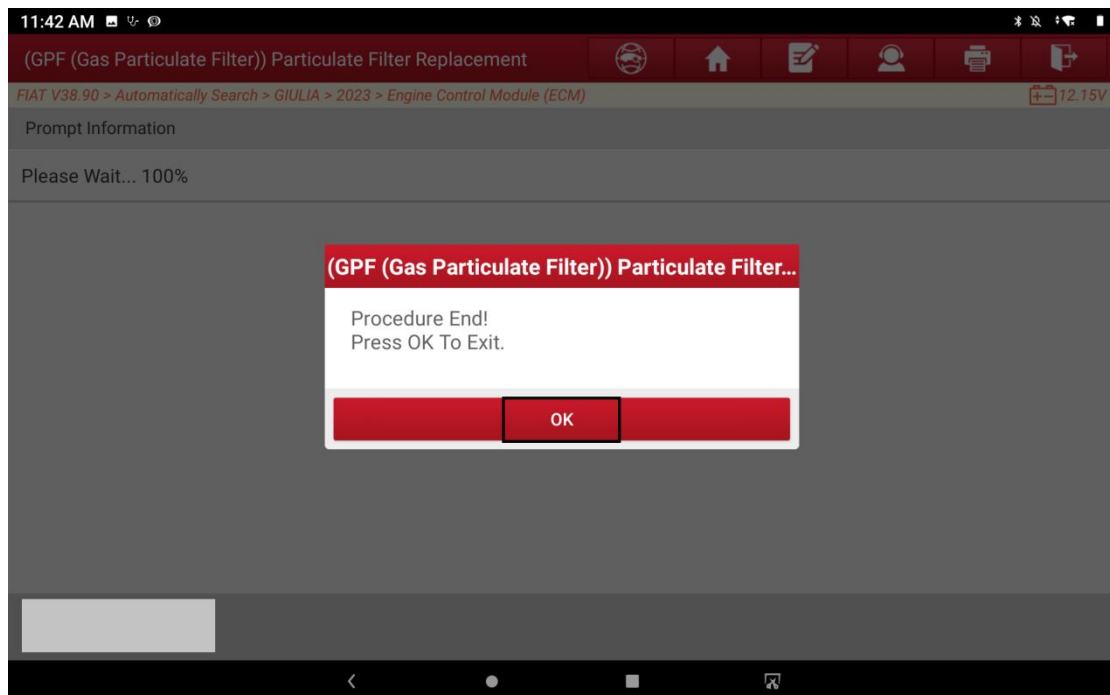 11:42 AM
(GPF (Gas Particulate Filter)) Particulate Filter Replacement
FIAT V38.90 > Automatically Search > GIULIA > 2023 > Engine Control Module (ECM)
12.15V
Prompt Information
Please Wait... 100%
(GPF (Gas Particulate Filter)) Particulate Filter...
Procedure End!
Press OK To Exit.
OK